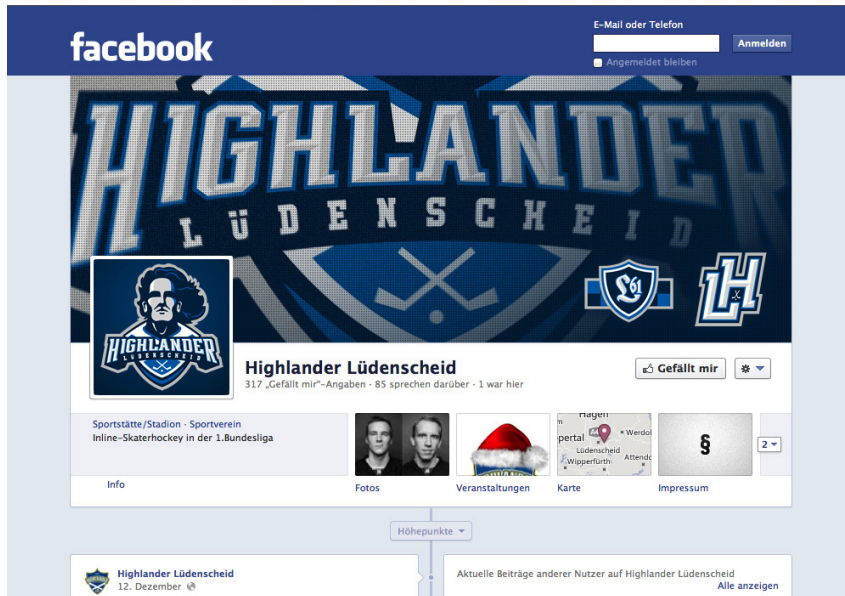 E-Mail oder Telefon
facebook
Anmelden
Angemeldet bleiben
HIGHLANDER
LÜDENSCHEID
L61
LH
HIGHLANDER
LÜDENSCHEID
Highlander Lüdenscheid
317 „Gefällt mir“-Angaben · 85 sprechen darüber · 1 war hier
Gefällt mir
Sportstätte/Stadion · Sportverein
Inline-Skaterhockey in der 1.Bundesliga
Info
Hagen
Werdol
Lüdenscheid
Wipperfürth
Attendo
§
2
Fotos
Veranstaltungen
Karte
Impressum
Höhepunkte
Highlander Lüdenscheid
12. Dezember
Aktuelle Beiträge anderer Nutzer auf Highlander Lüdenscheid
Alle anzeigen